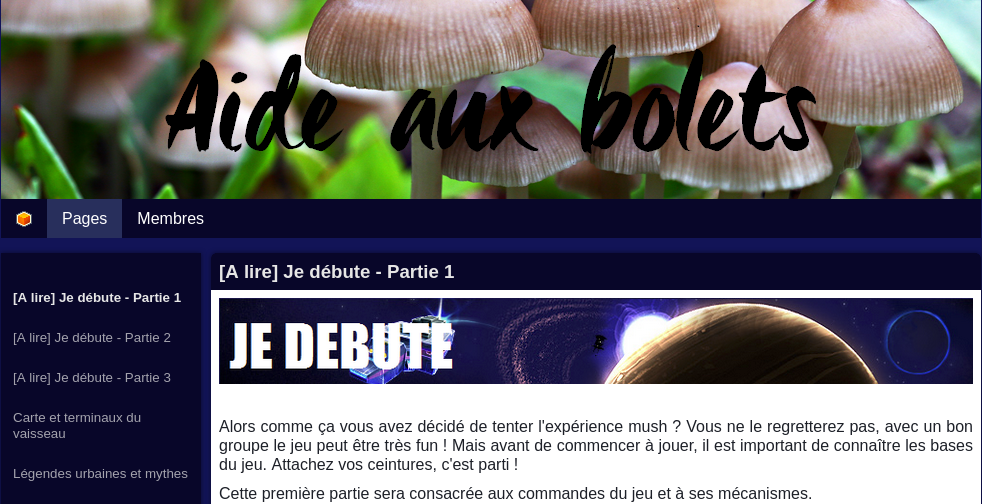 Aide aux bolets
Pages Membres
[A lire] Je débute - Partie 1
[A lire] Je débute - Partie 2
[A lire] Je débute - Partie 3
Carte et terminaux du
vaisseau
Légendes urbaines et mythes
[A lire] Je débute - Partie 1
JE DEBUTE
Alors comme ça vous avez décidé de tenter l'expérience mush ? Vous ne le regretterez pas, avec un bon
groupe le jeu peut être très fun ! Mais avant de commencer à jouer, il est important de connaître les bases
du jeu. Attachez vos ceintures, c'est parti !
Cette première partie sera consacrée aux commandes du jeu et à ses mécanismes.